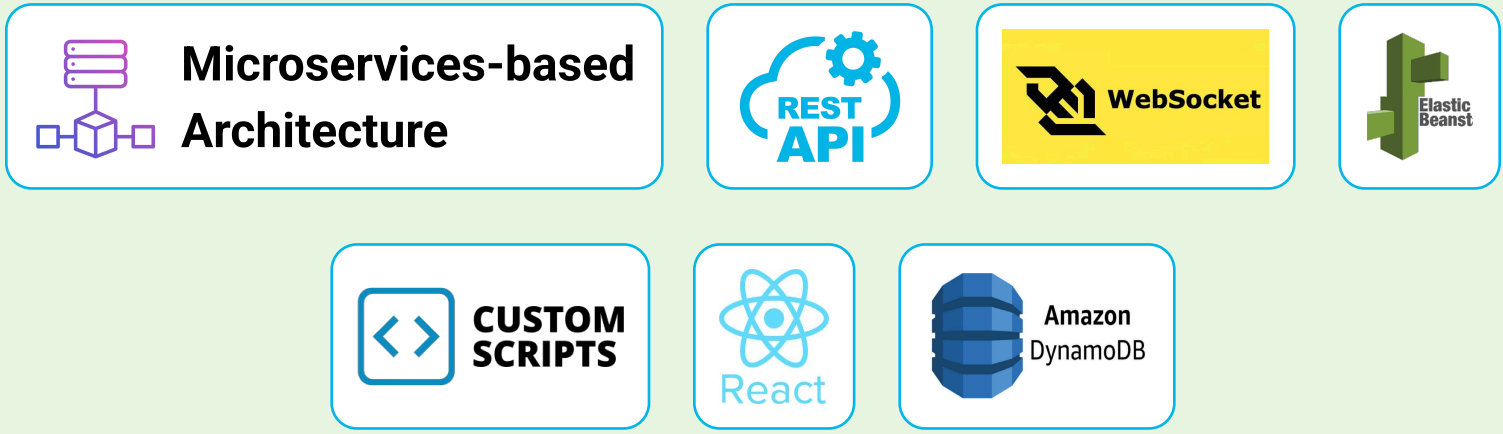 Microservices-based
Architecture
REST
API
WebSocket
Elastic
Beanst
CUSTOM
SCRIPTS
React
Amazon
DynamoDB